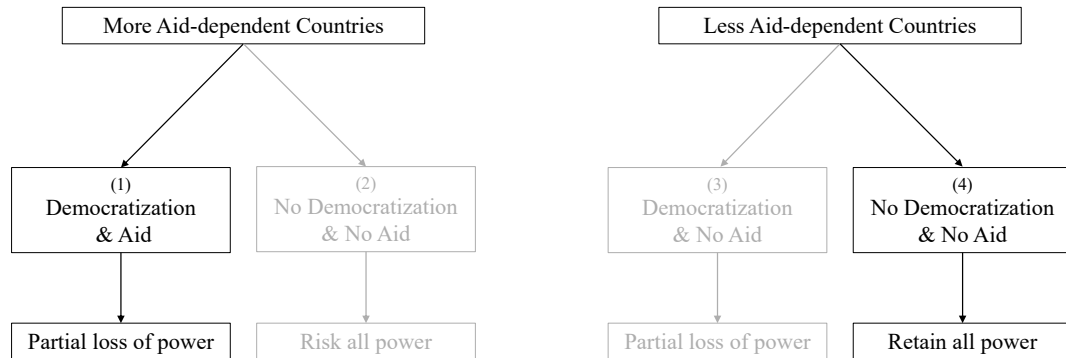 More Aid-dependent Countries
Less Aid-dependent Countries
(1)
Democratization
& Aid
(2)
No Democratization
& No Aid
(3)
Democratization
& No Aid
(4)
No Democratization
& No Aid
Partial loss of power
Risk all power
Partial loss of power
Retain all power